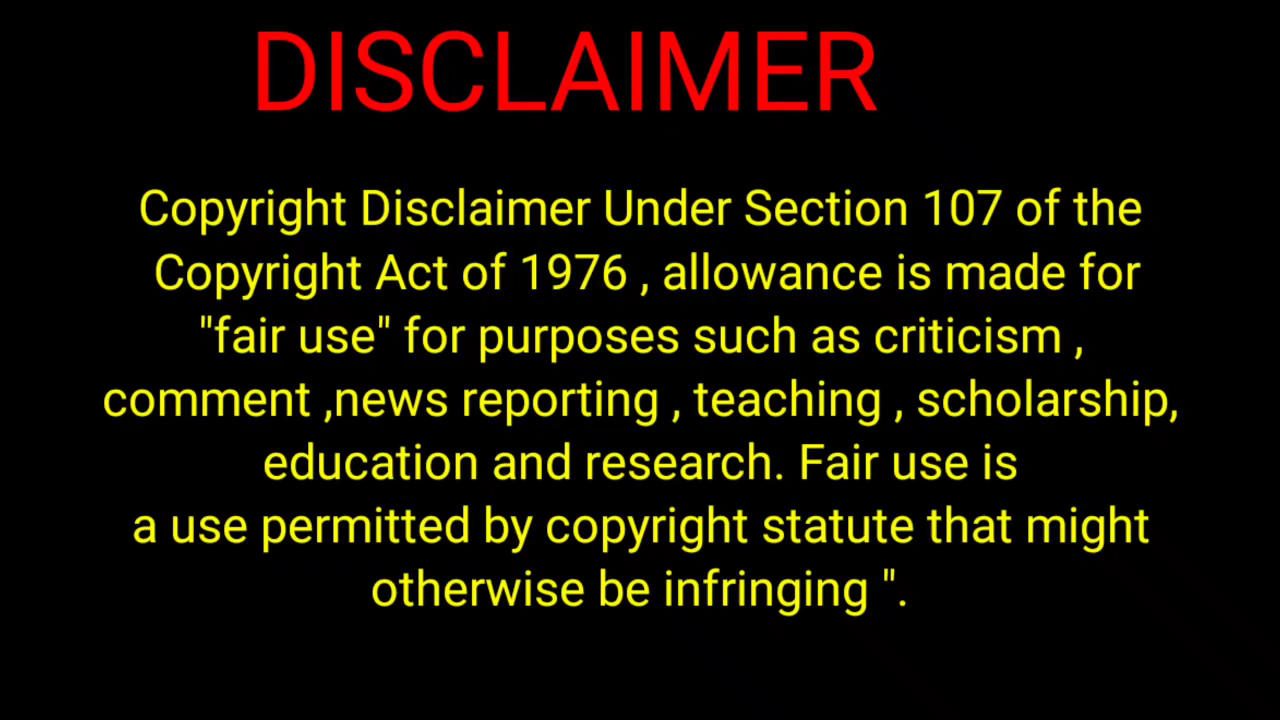 DISCLAIMER
Copyright Disclaimer Under Section 107 of the
Copyright Act of 1976 , allowance is made for
"fair use" for purposes such as criticism ,
comment ,news reporting , teaching , scholarship,
education and research. Fair use is
a use permitted by copyright statute that might
otherwise be infringing ".